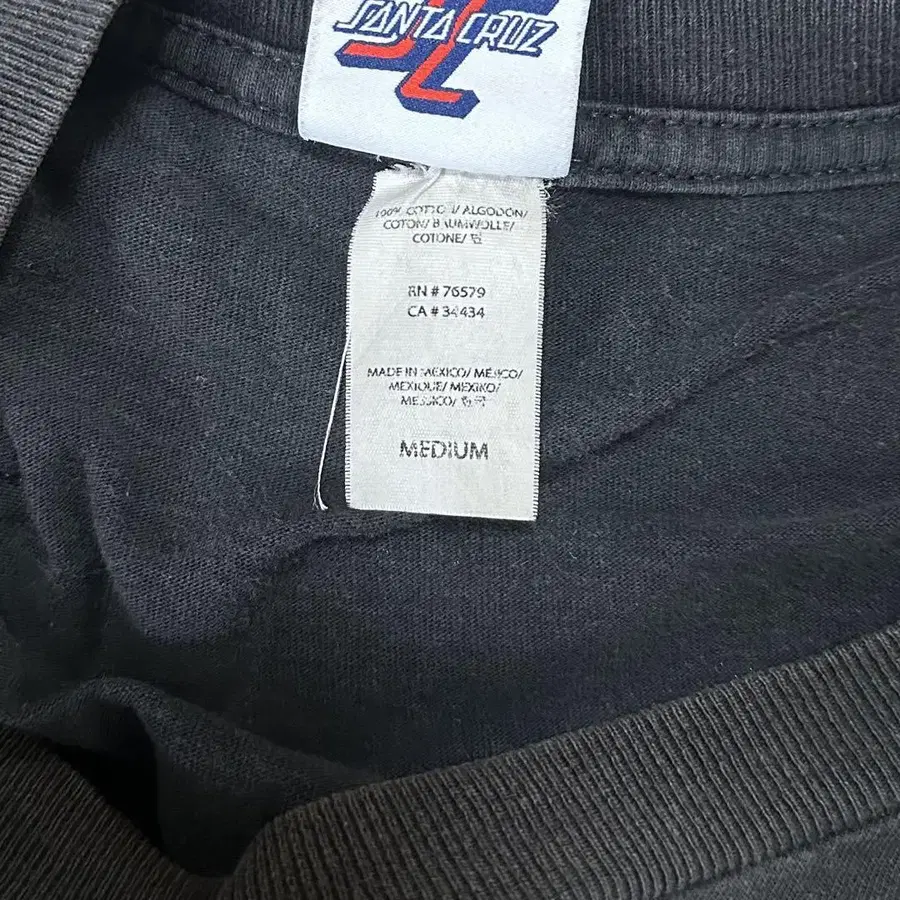 SANTA CRUZ
100% COTTON/ ALGODON/
COTON/ BAUMWOLLE/
COTONE/
RN # 76579
CA # 34434
MADE IN MEXICO/ MÉXICO/
MEXIQUE/ MEXIKO/
MESSICO/
MEDIUM